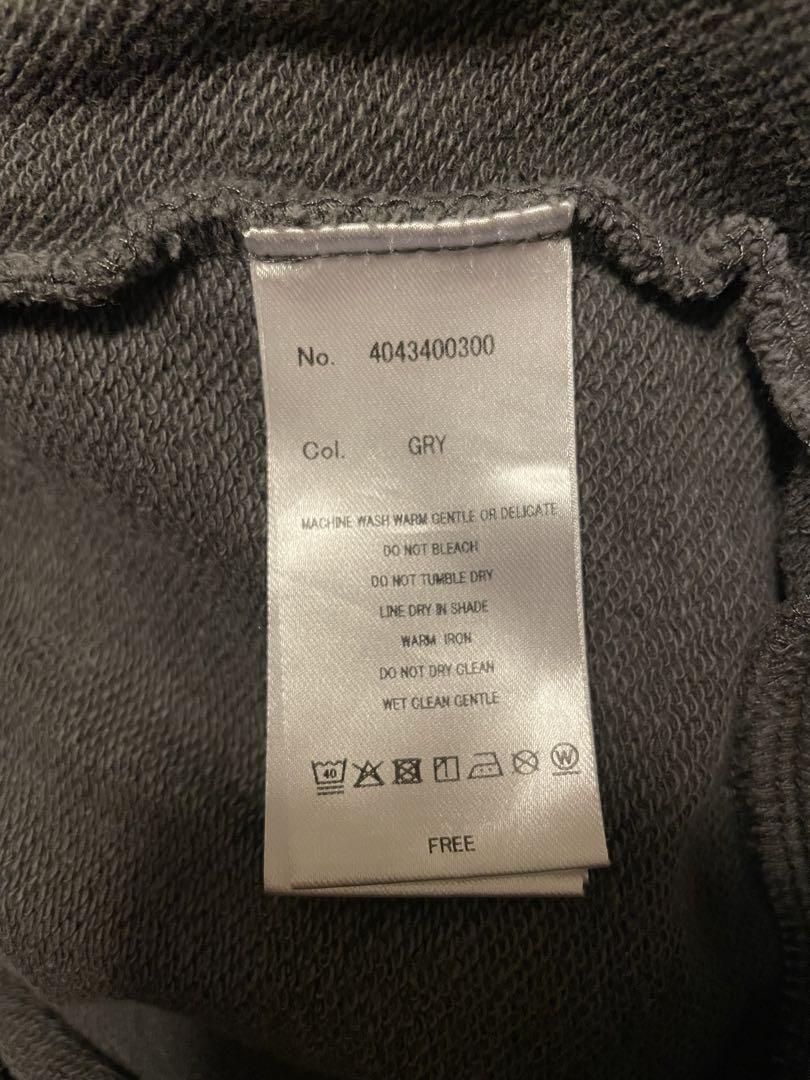 No. 4043400300
Col. GRY
MACHINE WASH WARM GENTLE OR DELICATE
DO NOT BLEACH
DO NOT TUMBLE DRY
LINE DRY IN SHADE
WARM IRON
DO NOT DRY CLEAN
WET CLEAN GENTLE
40 W
FREE